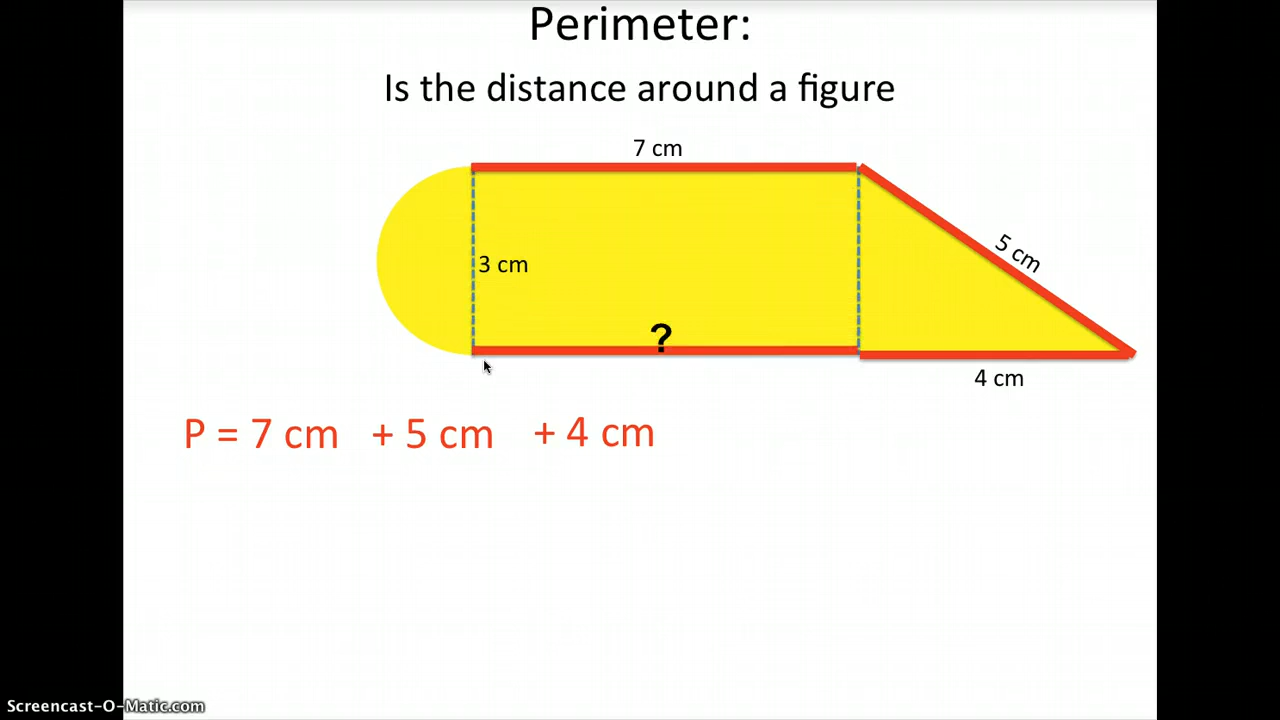 Perimeter:
Is the distance around a figure
7 cm
5 cm
3 cm
?
4 cm
P = 7 cm + 5 cm + 4 cm
Screencast-O-Matic.com